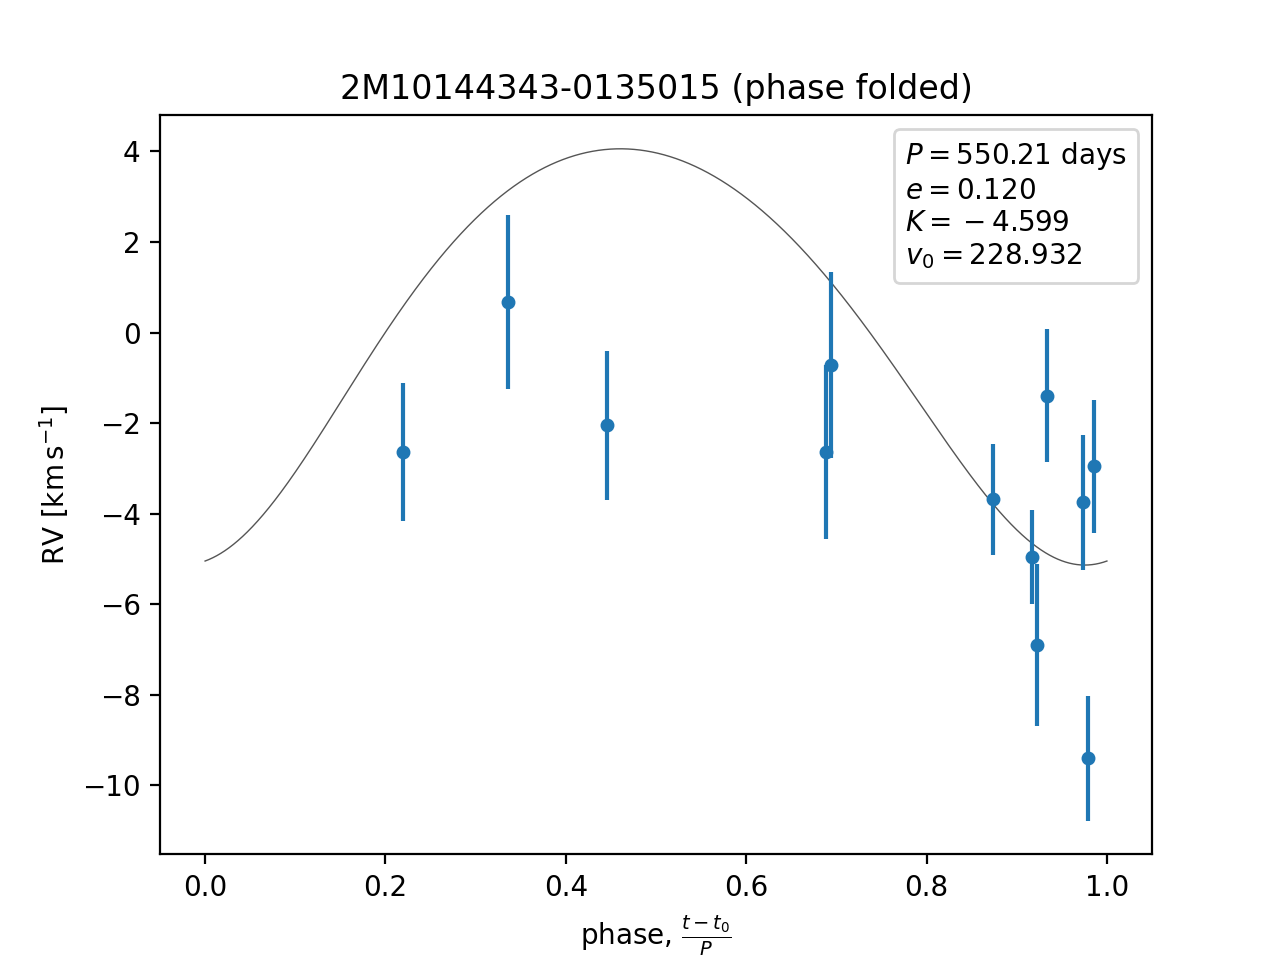 2M10144343-0135015 (phase folded)
P = 550.21 days
e = 0.120
K = −4.599
v₀ = 228.932
4
2
0
−2
−4
−6
−8
−10
RV [km s⁻¹]
0.0 0.2 0.4 0.6 0.8 1.0
phase, (t − t₀)/P